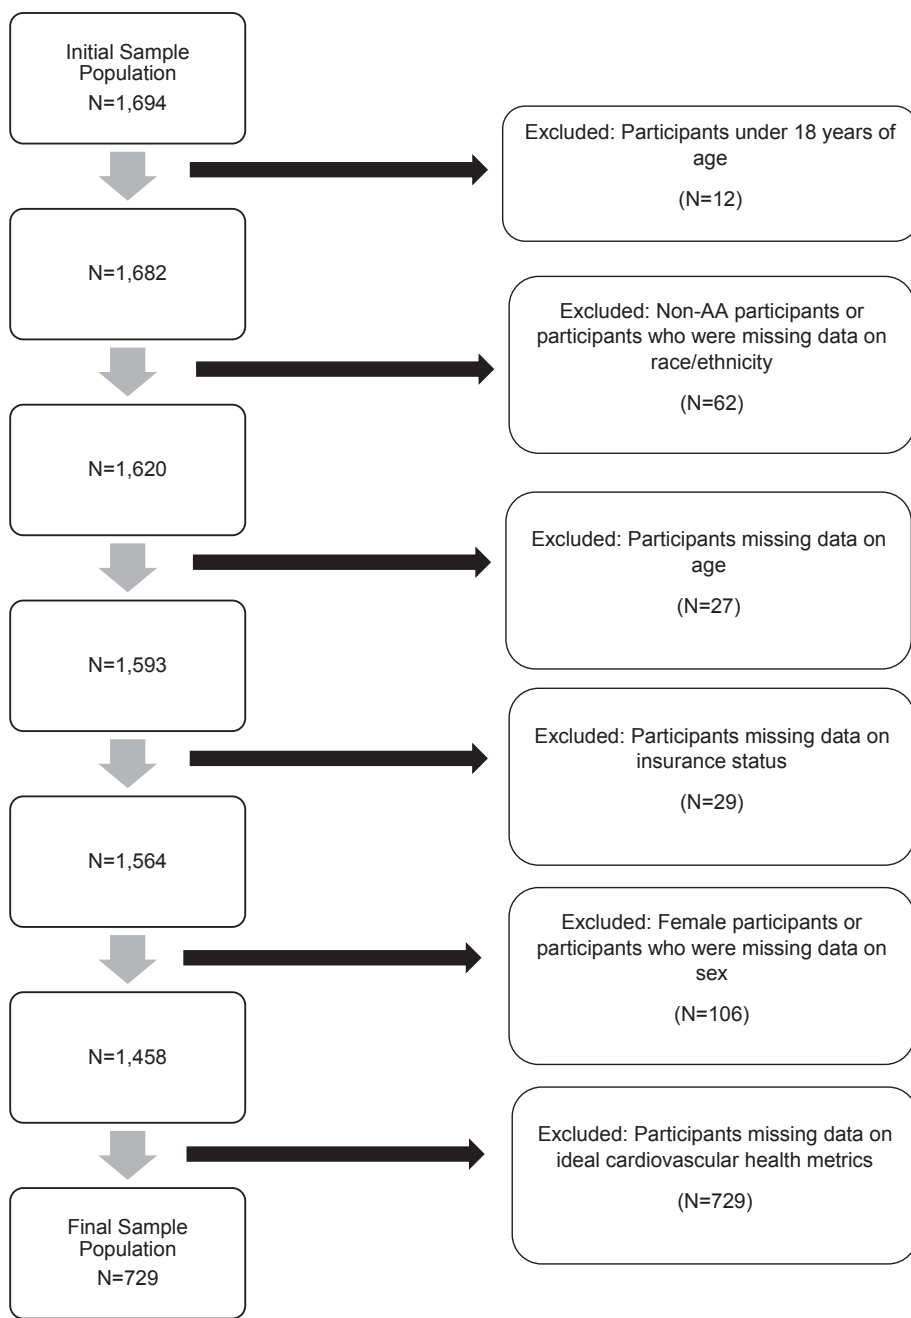 Initial Sample
Population
N=1,694
Excluded: Participants under 18 years of
age
(N=12)
N=1,682
Excluded: Non-AA participants or
participants who were missing data on
race/ethnicity
(N=62)
N=1,620
Excluded: Participants missing data on
age
(N=27)
N=1,593
Excluded: Participants missing data on
insurance status
(N=29)
N=1,564
Excluded: Female participants or
participants who were missing data on
sex
(N=106)
N=1,458
Excluded: Participants missing data on
ideal cardiovascular health metrics
(N=729)
Final Sample
Population
N=729